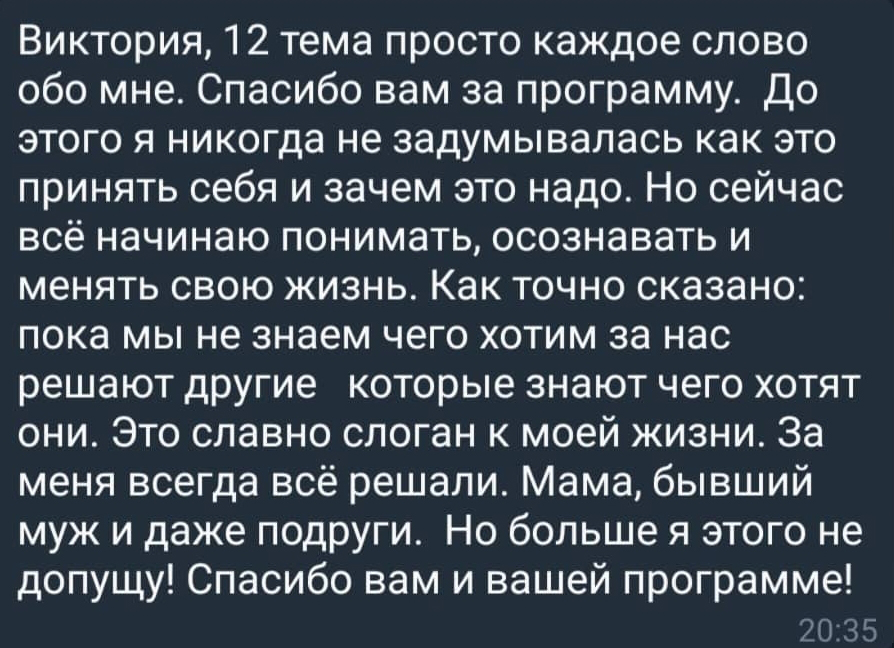 Виктория, 12 тема просто каждое слово
обо мне. Спасибо вам за программу.  До
этого я никогда не задумывалась как это
принять себя и зачем это надо. Но сейчас
всё начинаю понимать, осознавать и
менять свою жизнь. Как точно сказано:
пока мы не знаем чего хотим за нас
решают другие   которые знают чего хотят
они. Это славно слоган к моей жизни. За
меня всегда всё решали. Мама, бывший
муж и даже подруги.  Но больше я этого не
допущу! Спасибо вам и вашей программе!
20:35